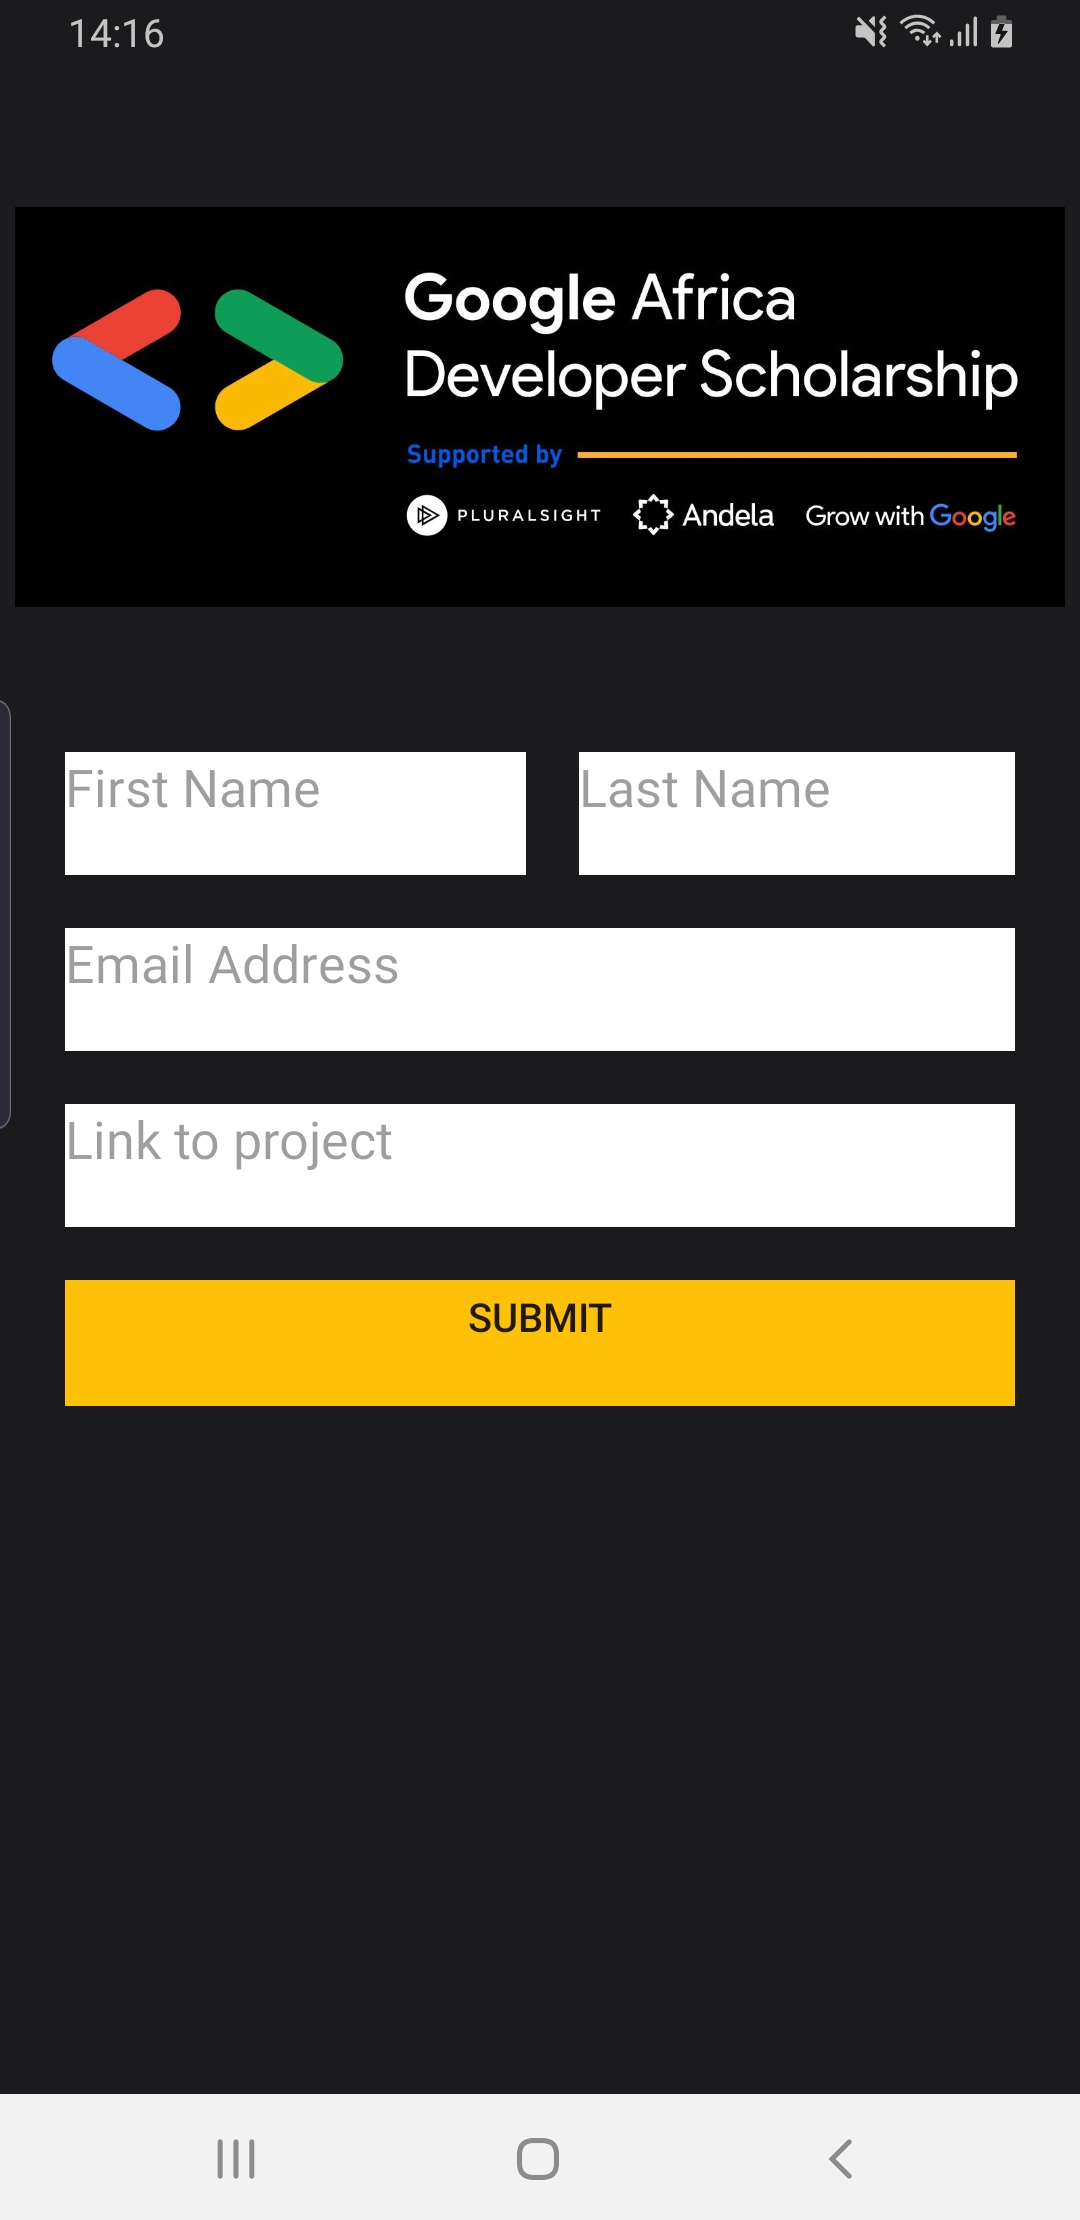 14:16
Google Africa
Developer Scholarship
Supported by
PLURALSIGHT Andela Grow with Google
First Name Last Name
Email Address
Link to project
SUBMIT